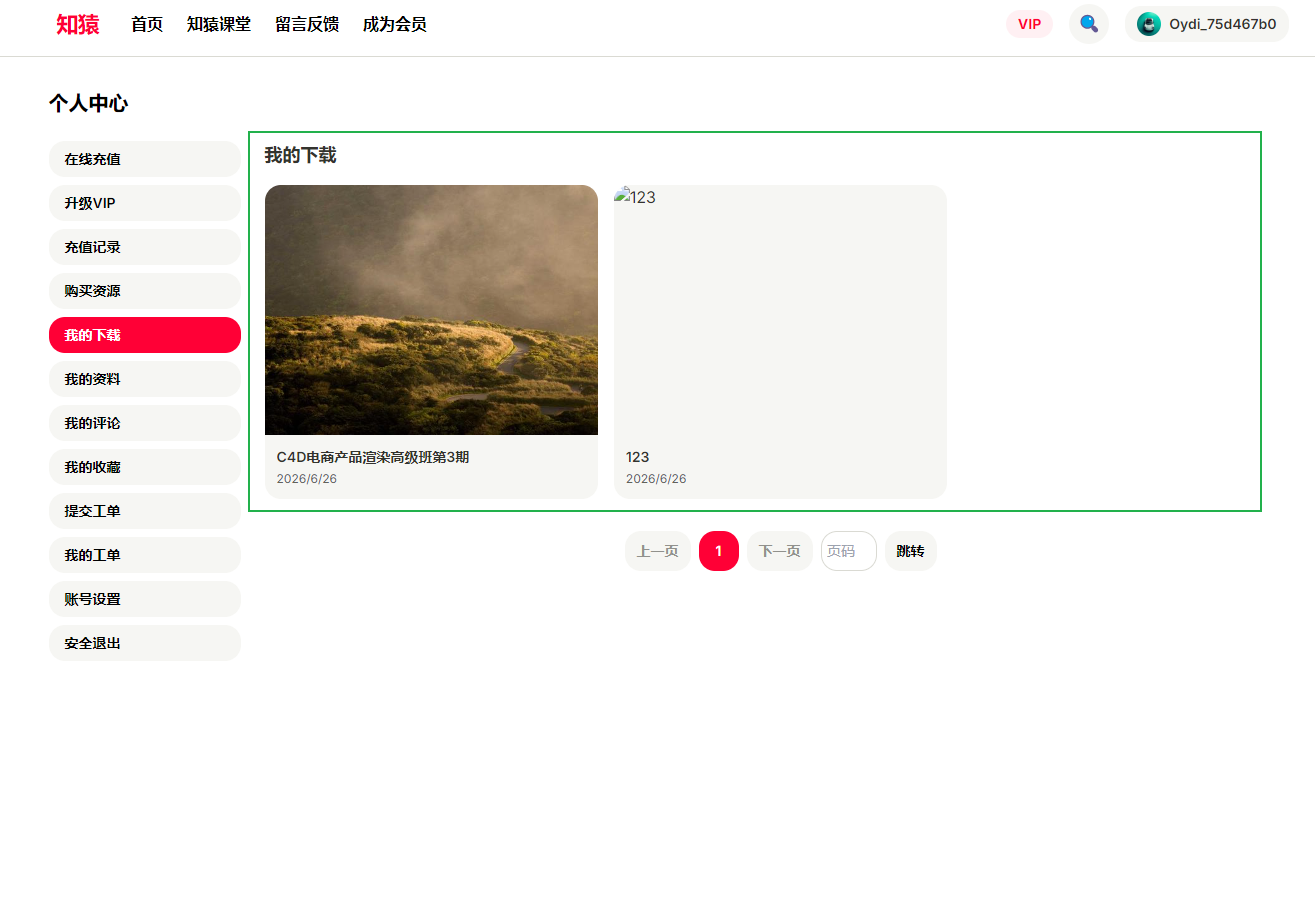 知猿 首页 知猿课堂 留言反馈 成为会员 VIP Oydi_75d467b0
个人中心
在线充值
升级VIP
充值记录
购买资源
我的下载
我的资料
我的评论
我的收藏
提交工单
我的工单
账号设置
安全退出
我的下载
C4D电商产品渲染高级班第3期
2026/6/26
123
123
2026/6/26
上一页 1 下一页 页码 跳转